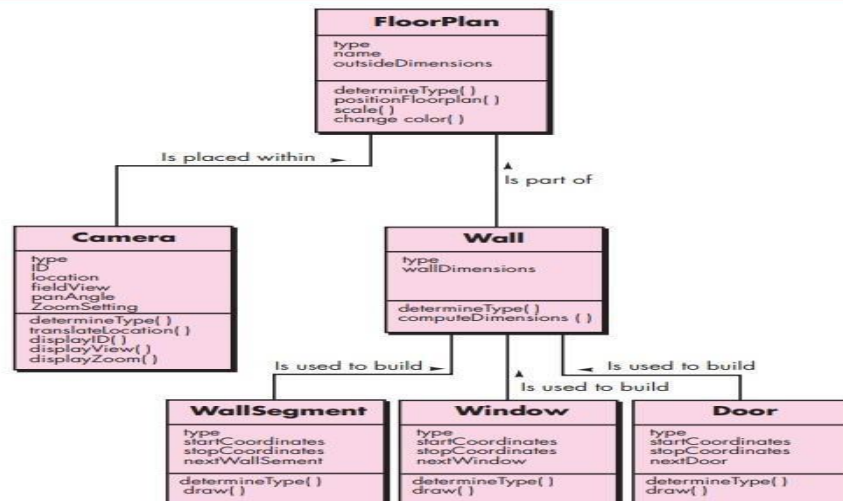 FloorPlan
type
name
outsideDimensions
determineType( )
positionFloorplan( )
scale( )
change color( )
Is placed within
Is part of
Camera
type
ID
location
fieldView
panAngle
ZoomSetting
determineType( )
translateLocation( )
displayID( )
displayView( )
displayZoom( )
Wall
type
wallDimensions
determineType( )
computeDimensions ( )
Is used to build
Is used to build
Is used to build
WallSegment
type
startCoordinates
stopCoordinates
nextWallSement
determineType( )
draw( )
Window
type
startCoordinates
stopCoordinates
nextWindow
determineType( )
draw( )
Door
type
startCoordinates
stopCoordinates
nextDoor
determineType( )
draw( )